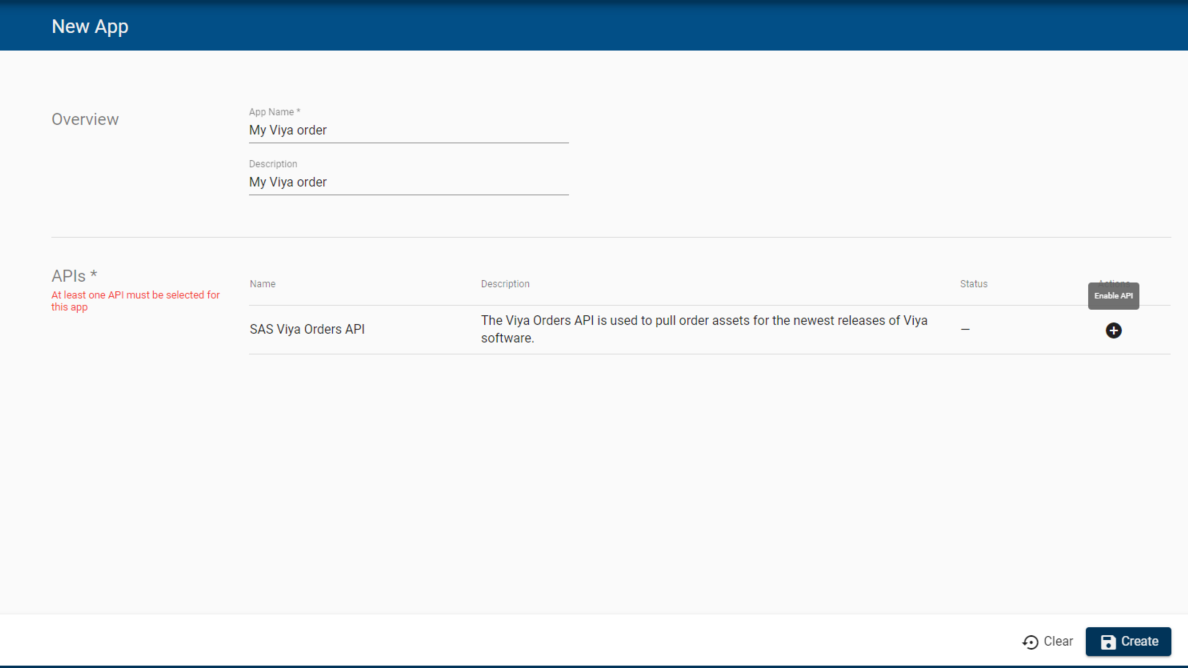 New App
Overview
App Name *
My Viya order
Description
My Viya order
APIs *
At least one API must be selected for
this app
Name
Description
Status
Enable API
SAS Viya Orders API
The Viya Orders API is used to pull order assets for the newest releases of Viya
software.
–
Clear
Create